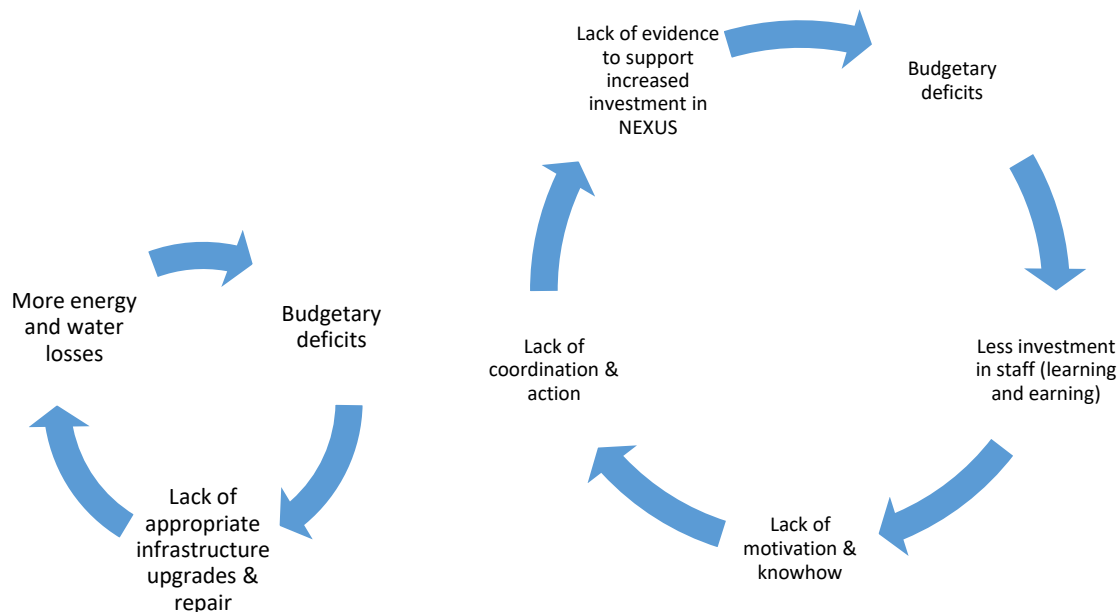 More energy
and water
losses
Budgetary
deficits
Lack of
appropriate
infrastructure
upgrades &
repair
Lack of evidence
to support
increased
investment in
NEXUS
Budgetary
deficits
Less investment
in staff (learning
and earning)
Lack of
motivation &
knowhow
Lack of
coordination &
action